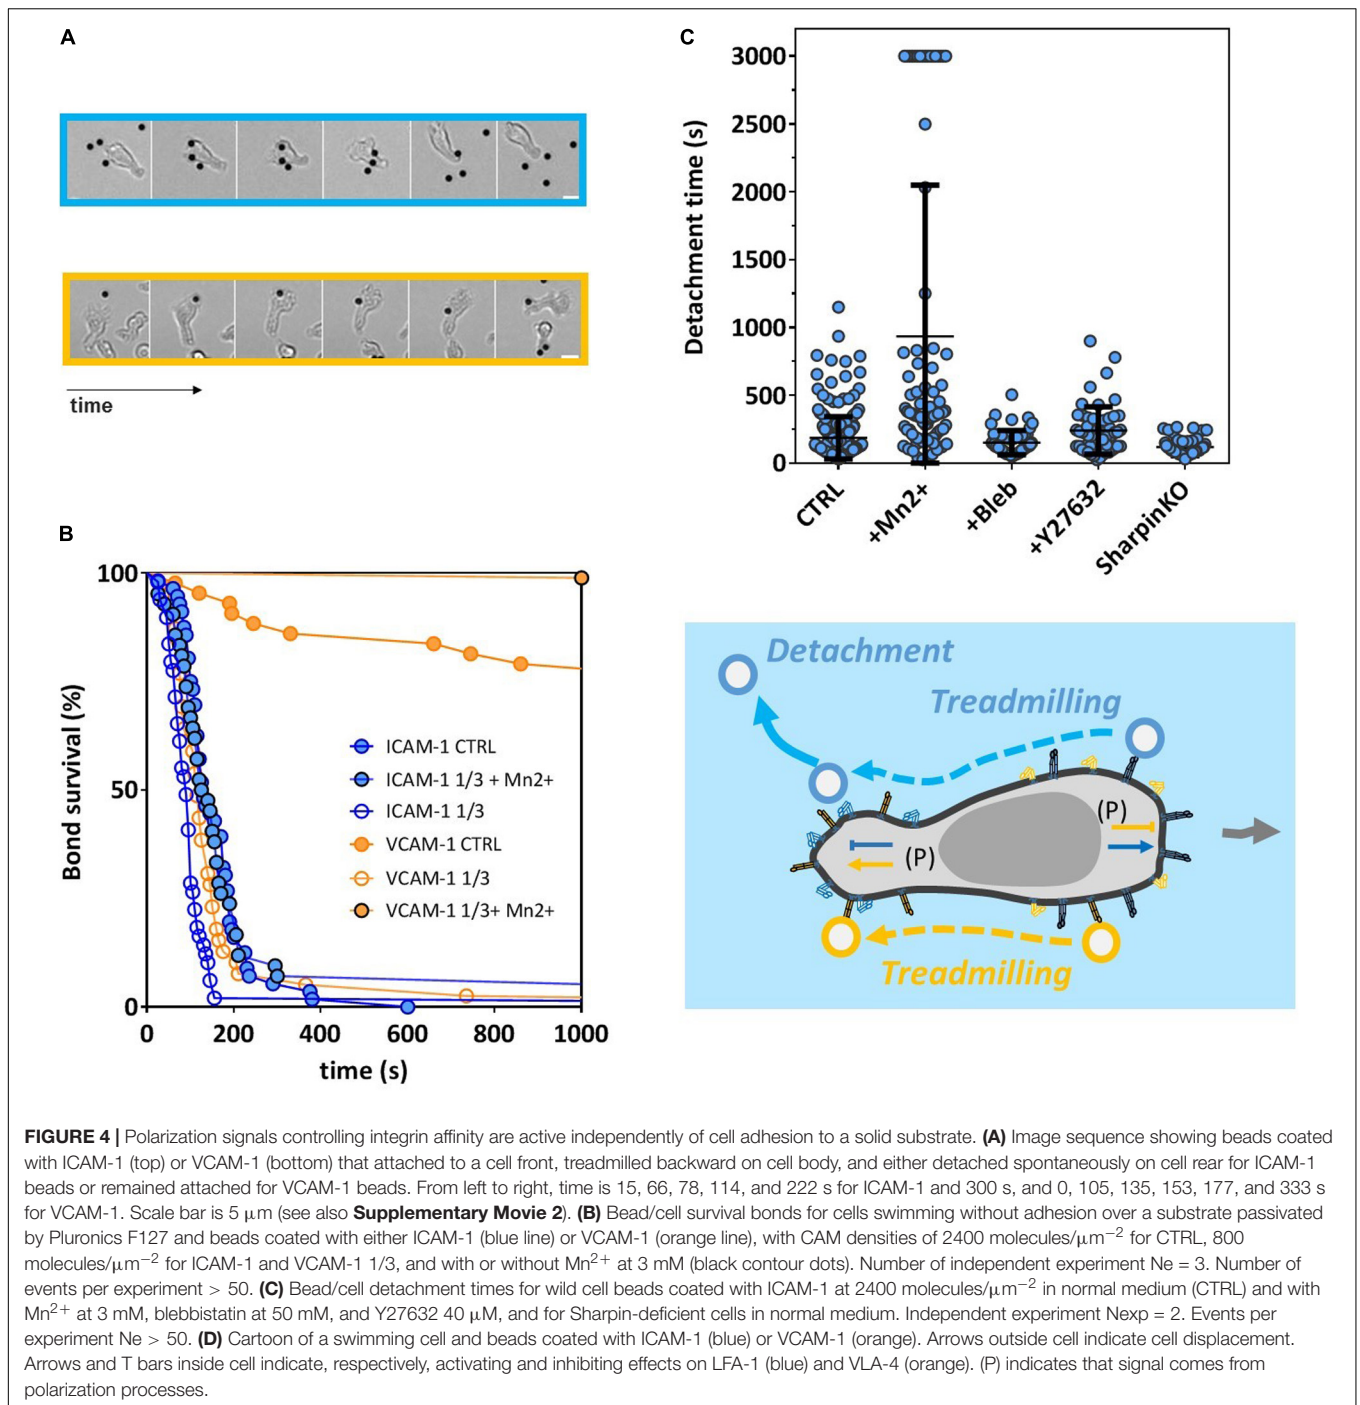 A
time
B
100
50
0
0
200
400
600
800
1000
Bond survival (%)
time (s)
ICAM-1 CTRL
ICAM-1 1/3 + Mn2+
ICAM-1 1/3
VCAM-1 CTRL
VCAM-1 1/3
VCAM-1 1/3+ Mn2+
C
3000
2500
2000
1500
1000
500
0
Detachment time (s)
CTRL
+Mn2+
+Bleb
+Y27632
SharpinKO
Detachment
Treadmilling
(P)
(P)
Treadmilling
FIGURE 4 | Polarization signals controlling integrin affinity are active independently of cell adhesion to a solid substrate. (A) Image sequence showing beads coated
with ICAM-1 (top) or VCAM-1 (bottom) that attached to a cell front, treadmilled backward on cell body, and either detached spontaneously on cell rear for ICAM-1
beads or remained attached for VCAM-1 beads. From left to right, time is 15, 66, 78, 114, and 222 s for ICAM-1 and 300 s, and 0, 105, 135, 153, 177, and 333 s
for VCAM-1. Scale bar is 5 μm (see also Supplementary Movie 2). (B) Bead/cell survival bonds for cells swimming without adhesion over a substrate passivated
by Pluronics F127 and beads coated with either ICAM-1 (blue line) or VCAM-1 (orange line), with CAM densities of 2400 molecules/μm⁻² for CTRL, 800
molecules/μm⁻² for ICAM-1 and VCAM-1 1/3, and with or without Mn²⁺ at 3 mM (black contour dots). Number of independent experiment Ne = 3. Number of
events per experiment > 50. (C) Bead/cell detachment times for wild cell beads coated with ICAM-1 at 2400 molecules/μm⁻² in normal medium (CTRL) and with
Mn²⁺ at 3 mM, blebbistatin at 50 mM, and Y27632 40 μM, and for Sharpin-deficient cells in normal medium. Independent experiment Nexp = 2. Events per
experiment Ne > 50. (D) Cartoon of a swimming cell and beads coated with ICAM-1 (blue) or VCAM-1 (orange). Arrows outside cell indicate cell displacement.
Arrows and T bars inside cell indicate, respectively, activating and inhibiting effects on LFA-1 (blue) and VLA-4 (orange). (P) indicates that signal comes from
polarization processes.